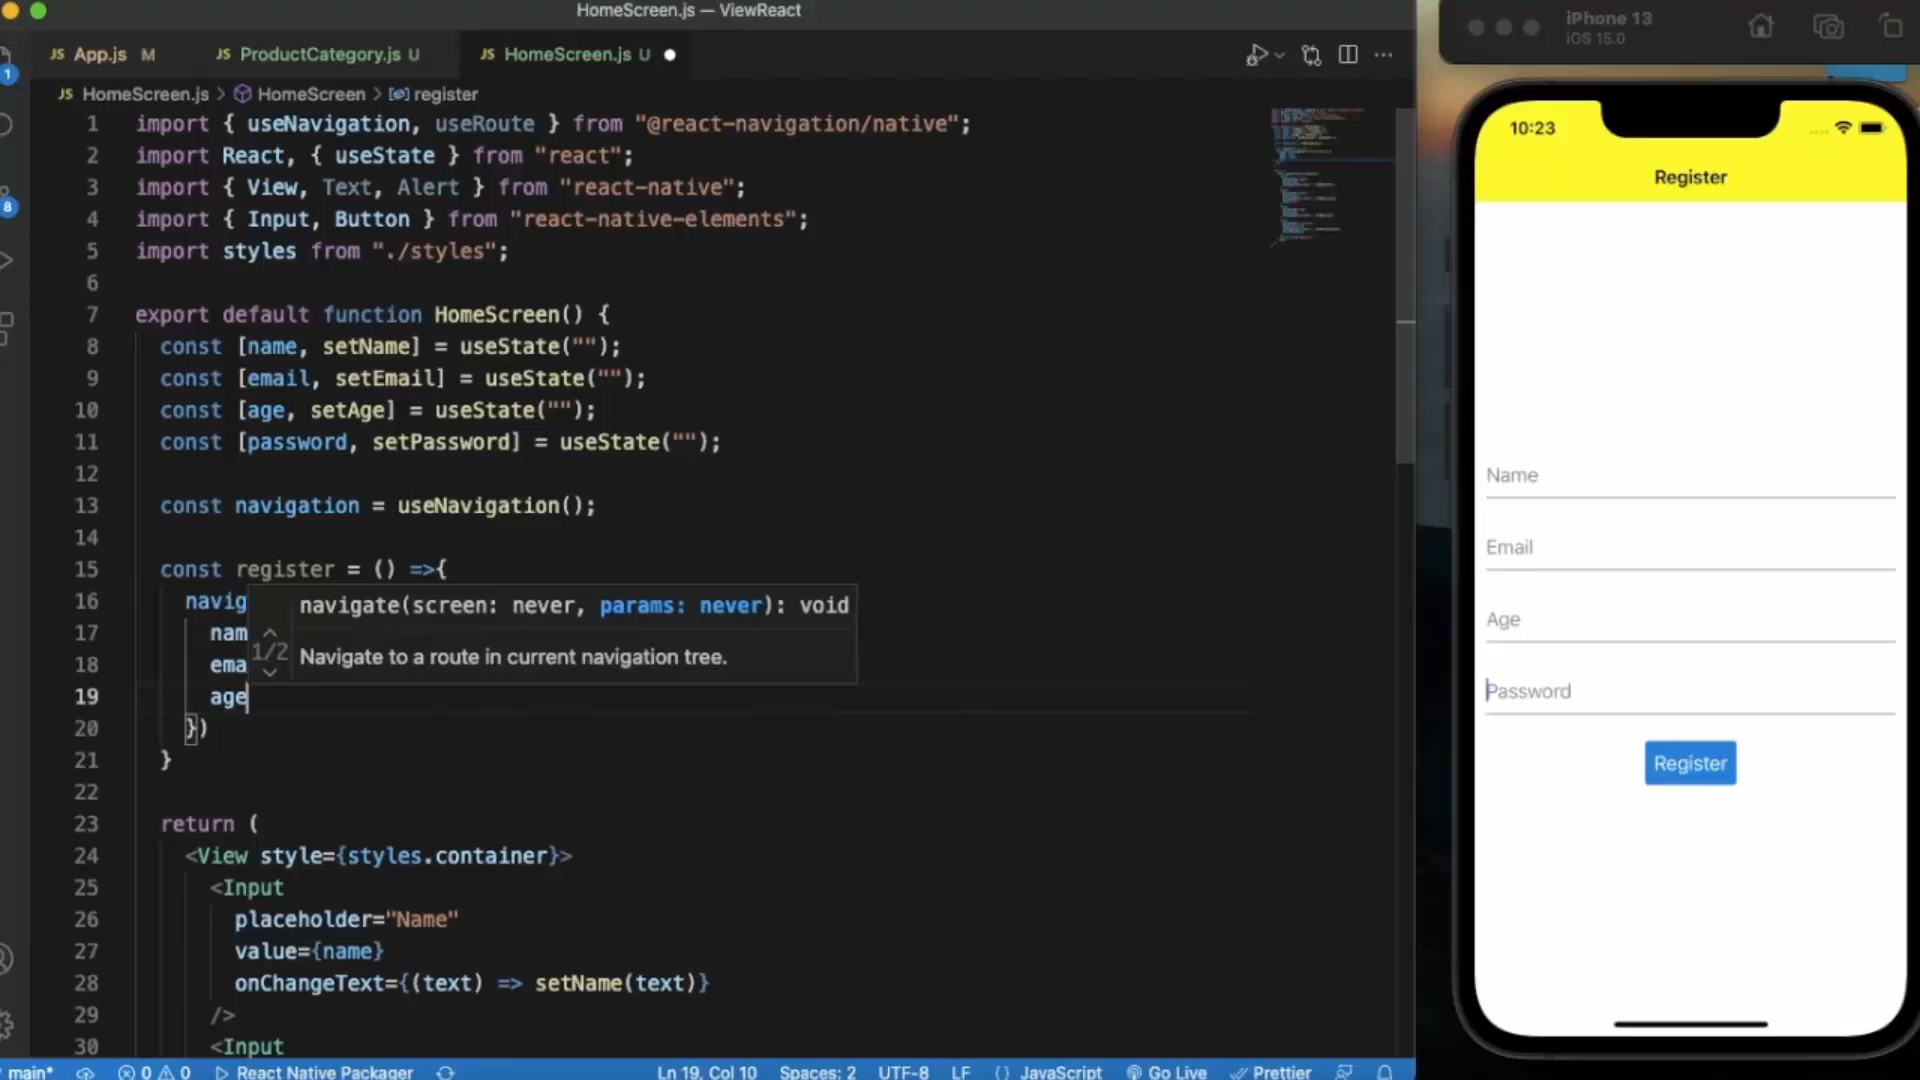 HomeScreen.js — ViewReact
JS App.js M
JS ProductCategory.js U
JS HomeScreen.js U
JS HomeScreen.js > HomeScreen > register
1 import { useNavigation, useRoute } from "@react-navigation/native";
2 import React, { useState } from "react";
3 import { View, Text, Alert } from "react-native";
4 import { Input, Button } from "react-native-elements";
5 import styles from "./styles";
6
7 export default function HomeScreen() {
8 const [name, setName] = useState("");
9 const [email, setEmail] = useState("");
10 const [age, setAge] = useState("");
11 const [password, setPassword] = useState("");
12
13 const navigation = useNavigation();
14
15 const register = () =>{
16 navig
navigate(screen: never, params: never): void
17 nam
1/2 Navigate to a route in current navigation tree.
18 ema
19 age
20 })
21 }
22
23 return (
24 <View style={styles.container}>
25 <Input
26 placeholder="Name"
27 value={name}
28 onChangeText={(text) => setName(text)}
29 />
30 <Input
1
8
main* 0 0 React Native Packager Ln 19, Col 10 Spaces: 2 UTF-8 LF {} JavaScript Go Live Prettier
iPhone 13
iOS 15.0
10:23
Register
Name
Email
Age
Password
Register